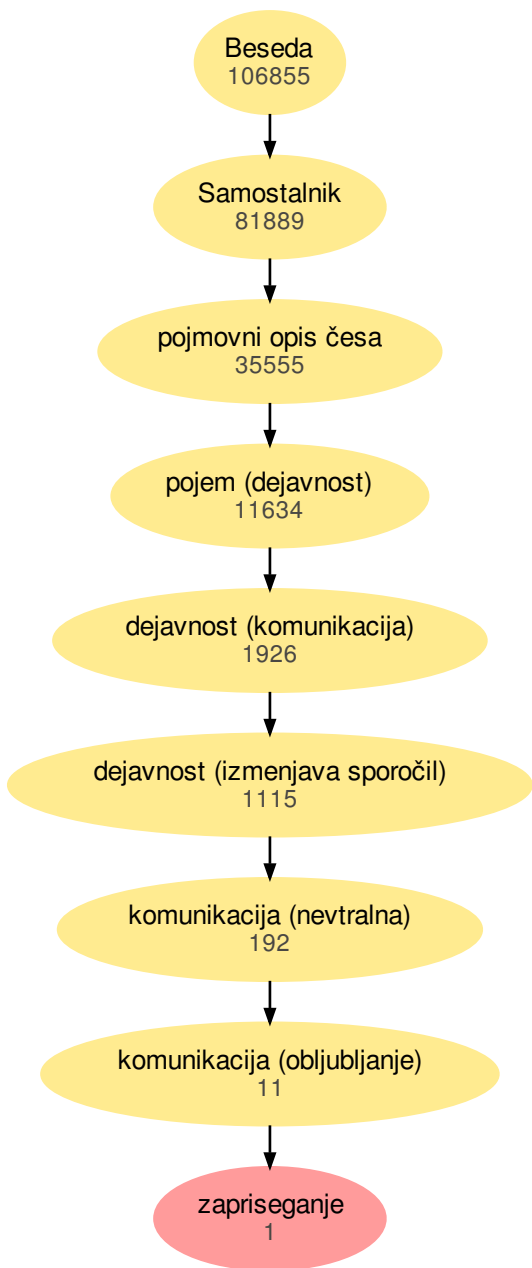 Beseda
106855
Samostalnik
81889
pojmovni opis česa
35555
pojem (dejavnost)
11634
dejavnost (komunikacija)
1926
dejavnost (izmenjava sporočil)
1115
komunikacija (nevtralna)
192
komunikacija (obljubljanje)
11
zapriseganje
1